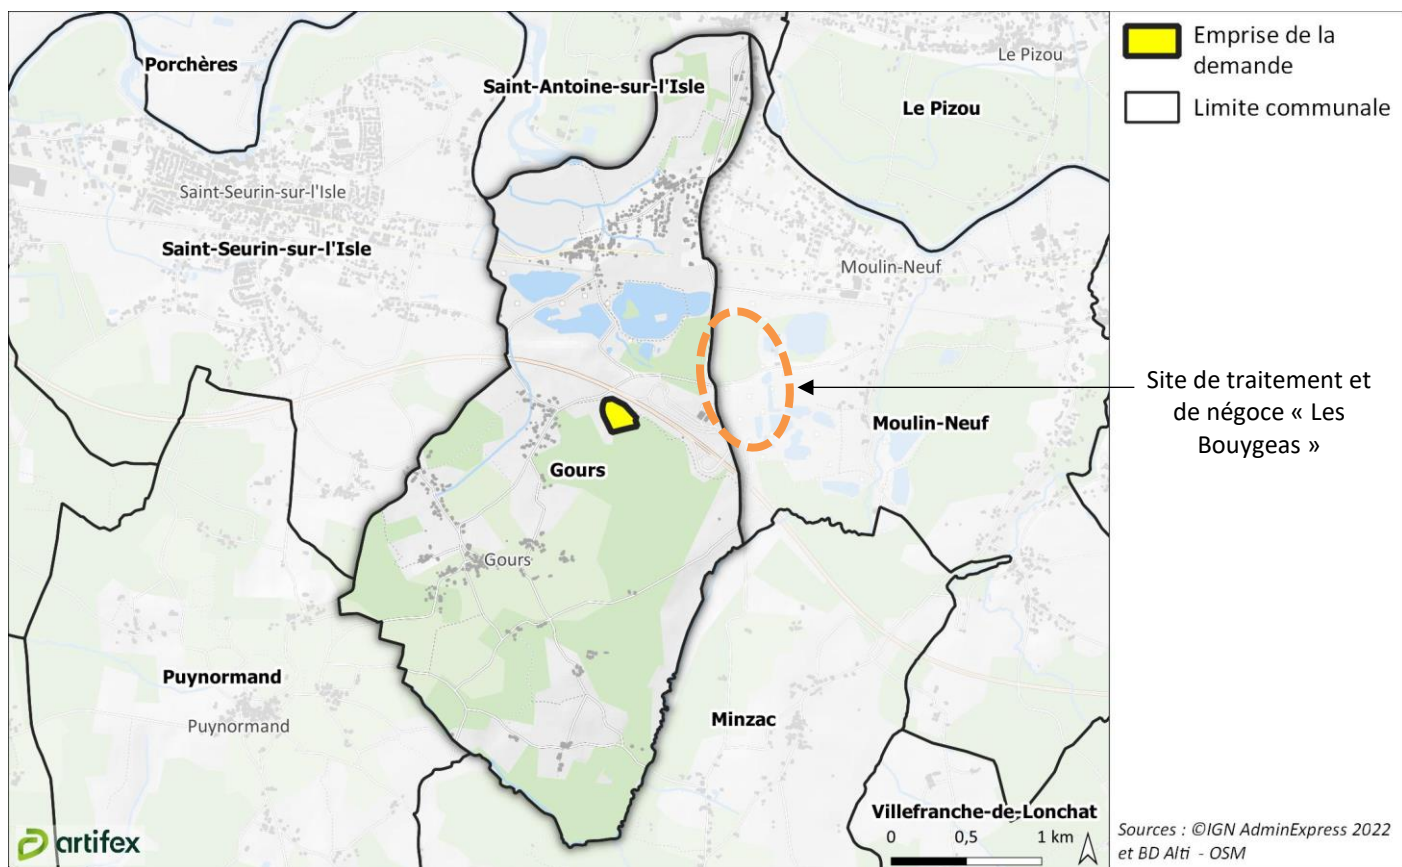 Porchères
Saint-Antoine-sur-l'Isle
Le Pizou
Le Pizou
Saint-Seurin-sur-l'Isle
Saint-Seurin-sur-l'Isle
Moulin-Neuf
Moulin-Neuf
Gours
Gours
Puynormand
Puynormand
Minzac
Villefranche-de-Lonchat
0 0,5 1 km
artifex
Emprise de la
demande
Limite communale
Site de traitement et
de négoce « Les
Bouygeas »
Sources : ©IGN AdminExpress 2022
et BD Alti - OSM